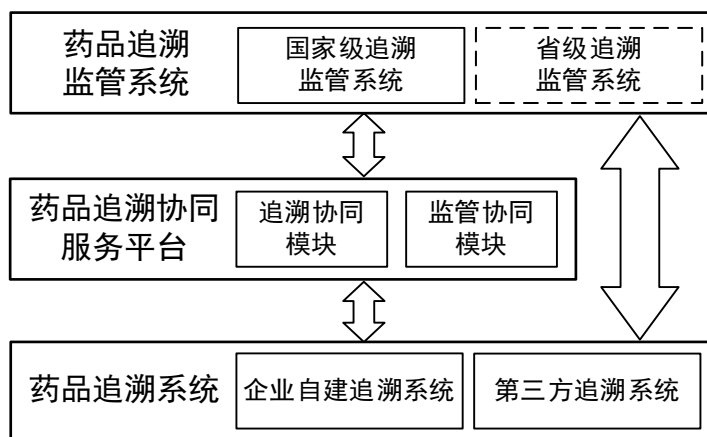 药品追溯
监管系统
国家级追溯
监管系统
省级追溯
监管系统
药品追溯协同
服务平台
追溯协同
模块
监管协同
模块
药品追溯系统
企业自建追溯系统
第三方追溯系统